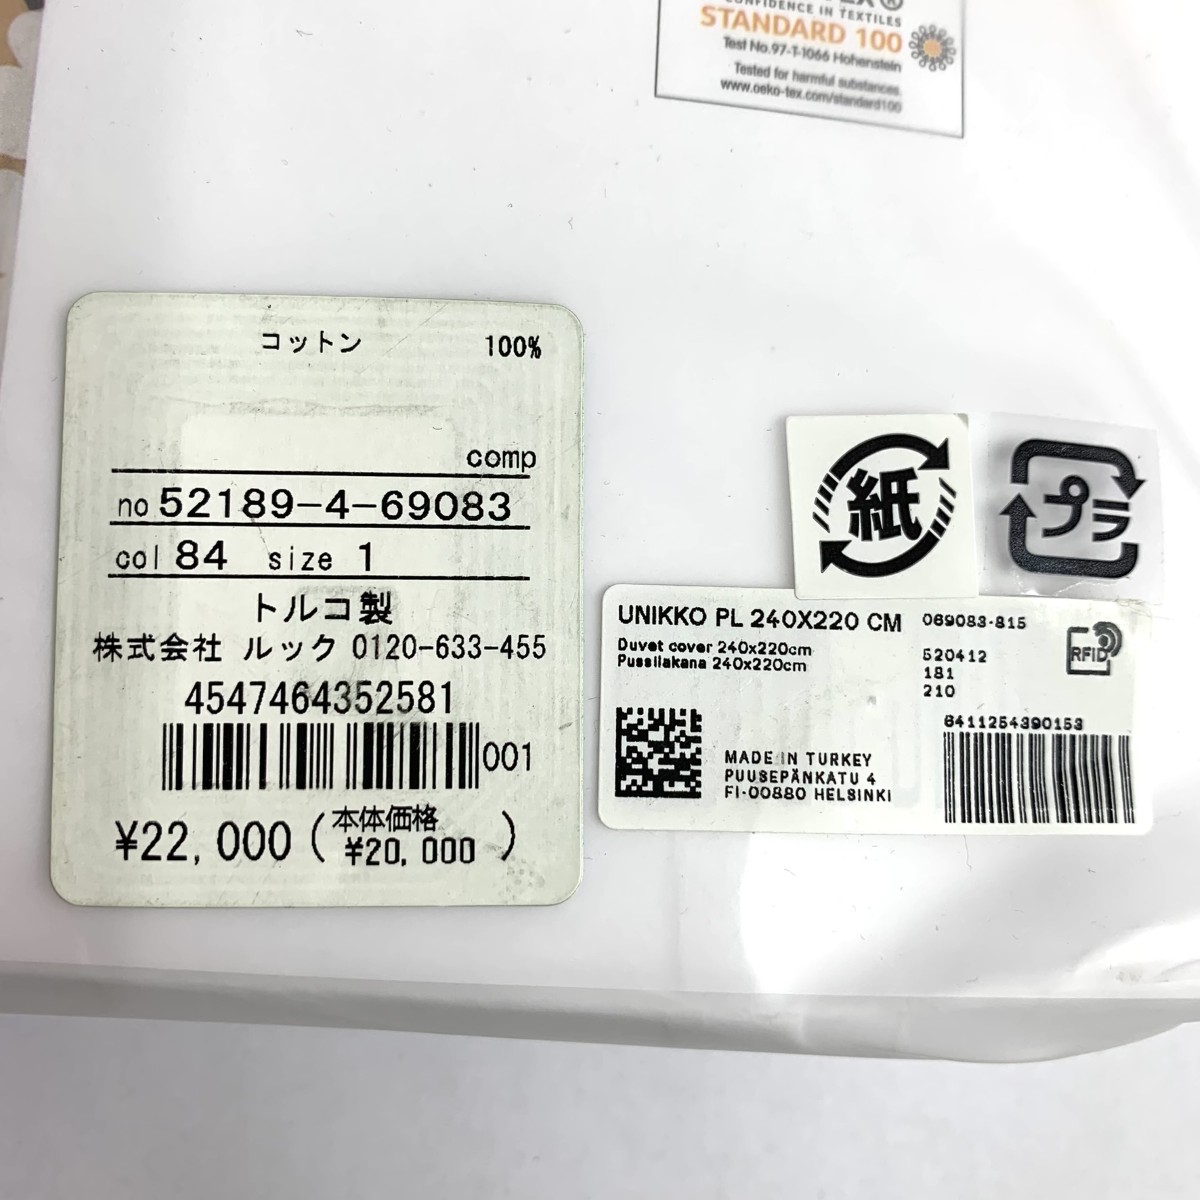 CONFIDENCE IN TEXTILES
STANDARD 100
Test No.97-T-1066 Hohenstein
Tested for harmful substances.
www.oeko-tex.com/standard100
コットン 100%
comp
no 52189-4-69083
col 84 size 1
トルコ製
株式会社 ルック 0120-633-455
4547464352581
001
¥22,000(本体価格 ¥20,000)
紙
プラ
UNIKKO PL 240X220 CM 069083-815
Duvet cover 240x220cm
Pussilakana 240x220cm
520412
181
210
RFID
6411254390153
MADE IN TURKEY
PUUSEPÄNKATU 4
FI-00880 HELSINKI